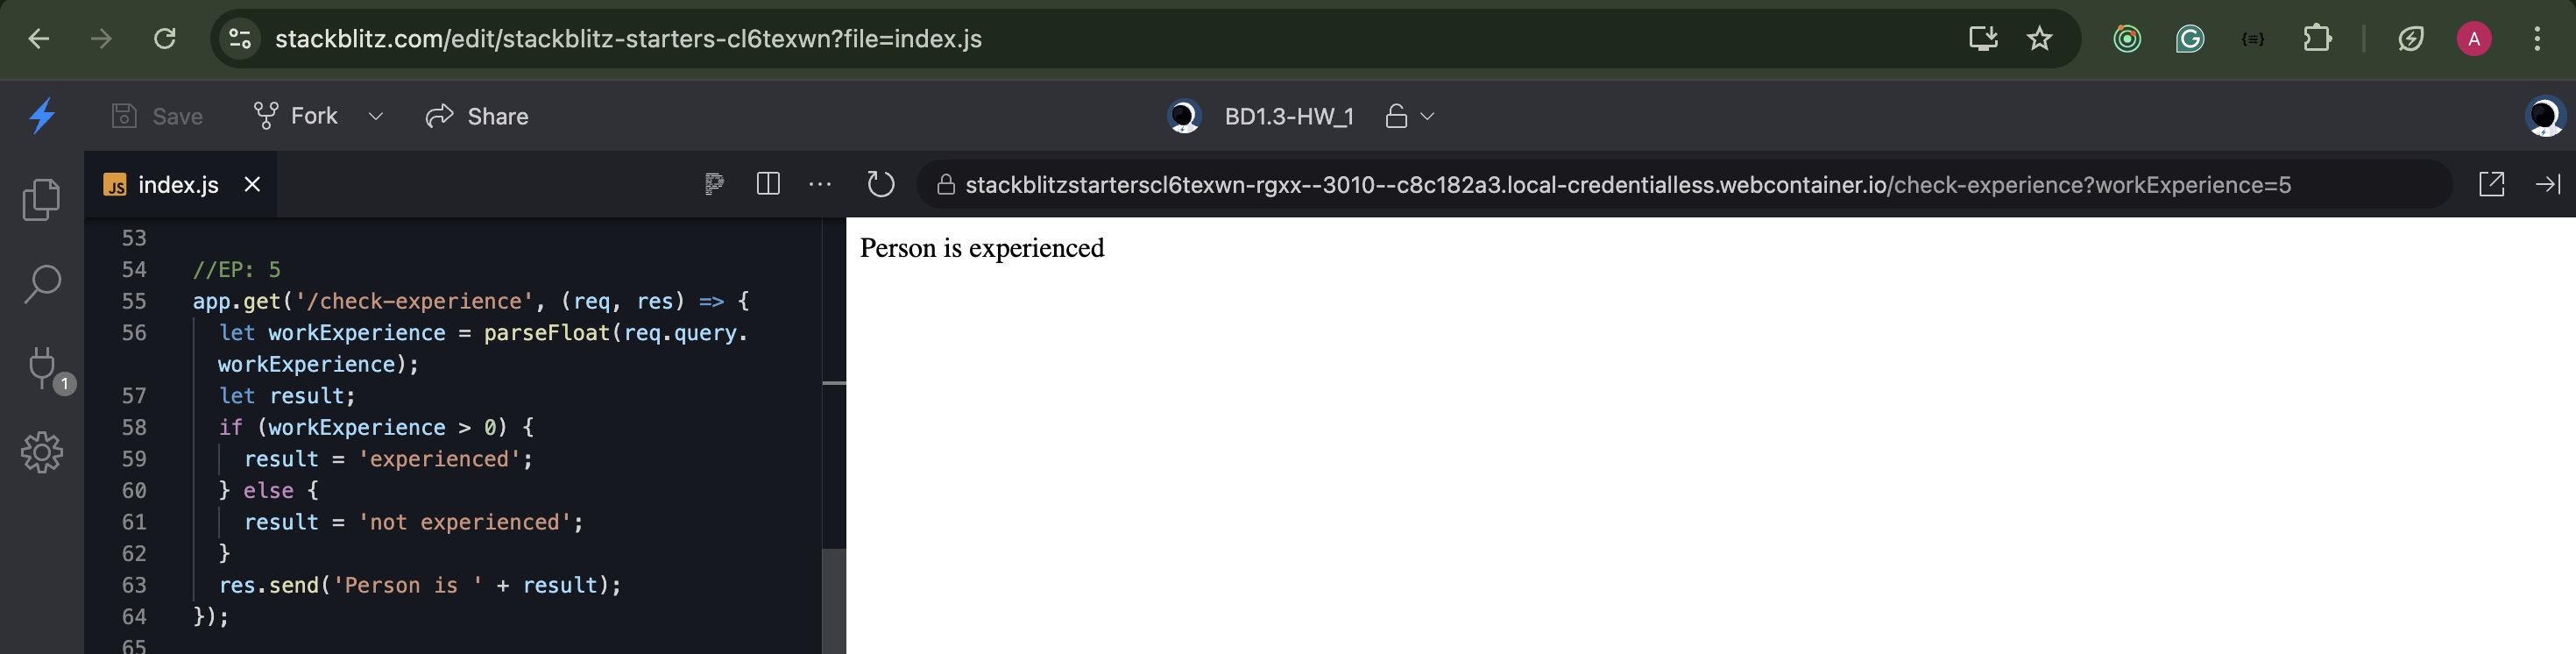 stackblitz.com/edit/stackblitz-starters-cl6texwn?file=index.js
A
Save
Fork
Share
BD1.3-HW_1
JS index.js
stackblitzstarterscl6texwn-rgxx--3010--c8c182a3.local-credentialless.webcontainer.io/check-experience?workExperience=5
1
53
54 //EP: 5
55 app.get('/check-experience', (req, res) => {
56 let workExperience = parseFloat(req.query.
workExperience);
57 let result;
58 if (workExperience > 0) {
59 result = 'experienced';
60 } else {
61 result = 'not experienced';
62 }
63 res.send('Person is ' + result);
64 });
65
Person is experienced